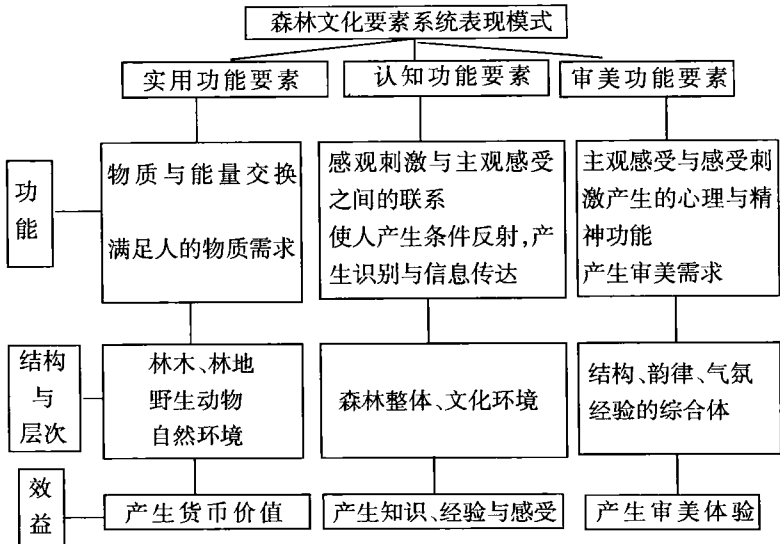 森林文化要素系统表现模式
实用功能要素
认知功能要素
审美功能要素
功
能
物质与能量交换
满足人的物质需求
感观刺激与主观感受
之间的联系
使人产生条件反射,产
生识别与信息传达
主观感受与感受刺
激产生的心理与精
神功能
产生审美需求
结构
与
层次
林木、林地
野生动物
自然环境
森林整体、文化环境
结构、韵律、气氛
经验的综合体
效
益
产生货币价值
产生知识、经验与感受
产生审美体验